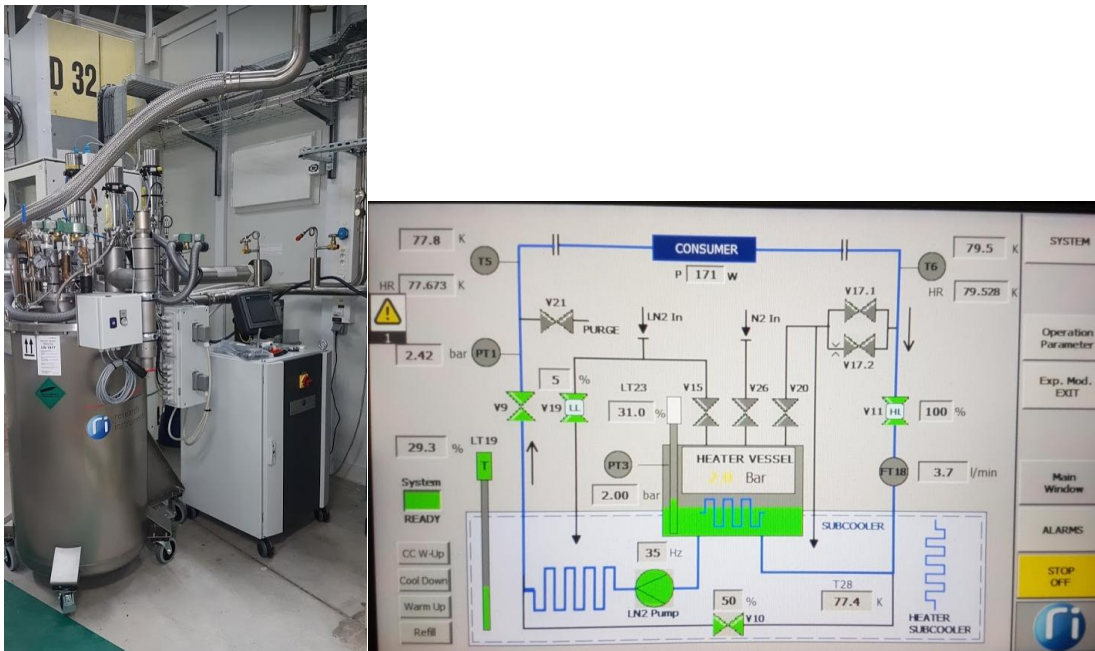 D 32
research
instruments
CONSUMER
P 171 W
77.8 K
T5
HR 77.673 K
1
2.42 bar PT1
V21
PURGE
LN2 In
N2 In
V17.1
V17.2
79.5 K
T6
HR 79.528 K
5 %
V9
V19 LL
LT23
31.0 %
V15
V26
V20
V11 HL 100 %
29.3 %
LT19
T
PT3
2.00 bar
HEATER VESSEL
2.0 Bar
FT18
3.7 l/min
System
READY
SUBCOOLER
CC W-Up
Cool Down
Warm Up
Refill
35 Hz
LN2 Pump
50 %
V10
T28
77.4 K
HEATER
SUBCOOLER
SYSTEM
Operation
Parameter
Exp. Mod.
EXIT
Main
Window
ALARMS
STOP
OFF
ri